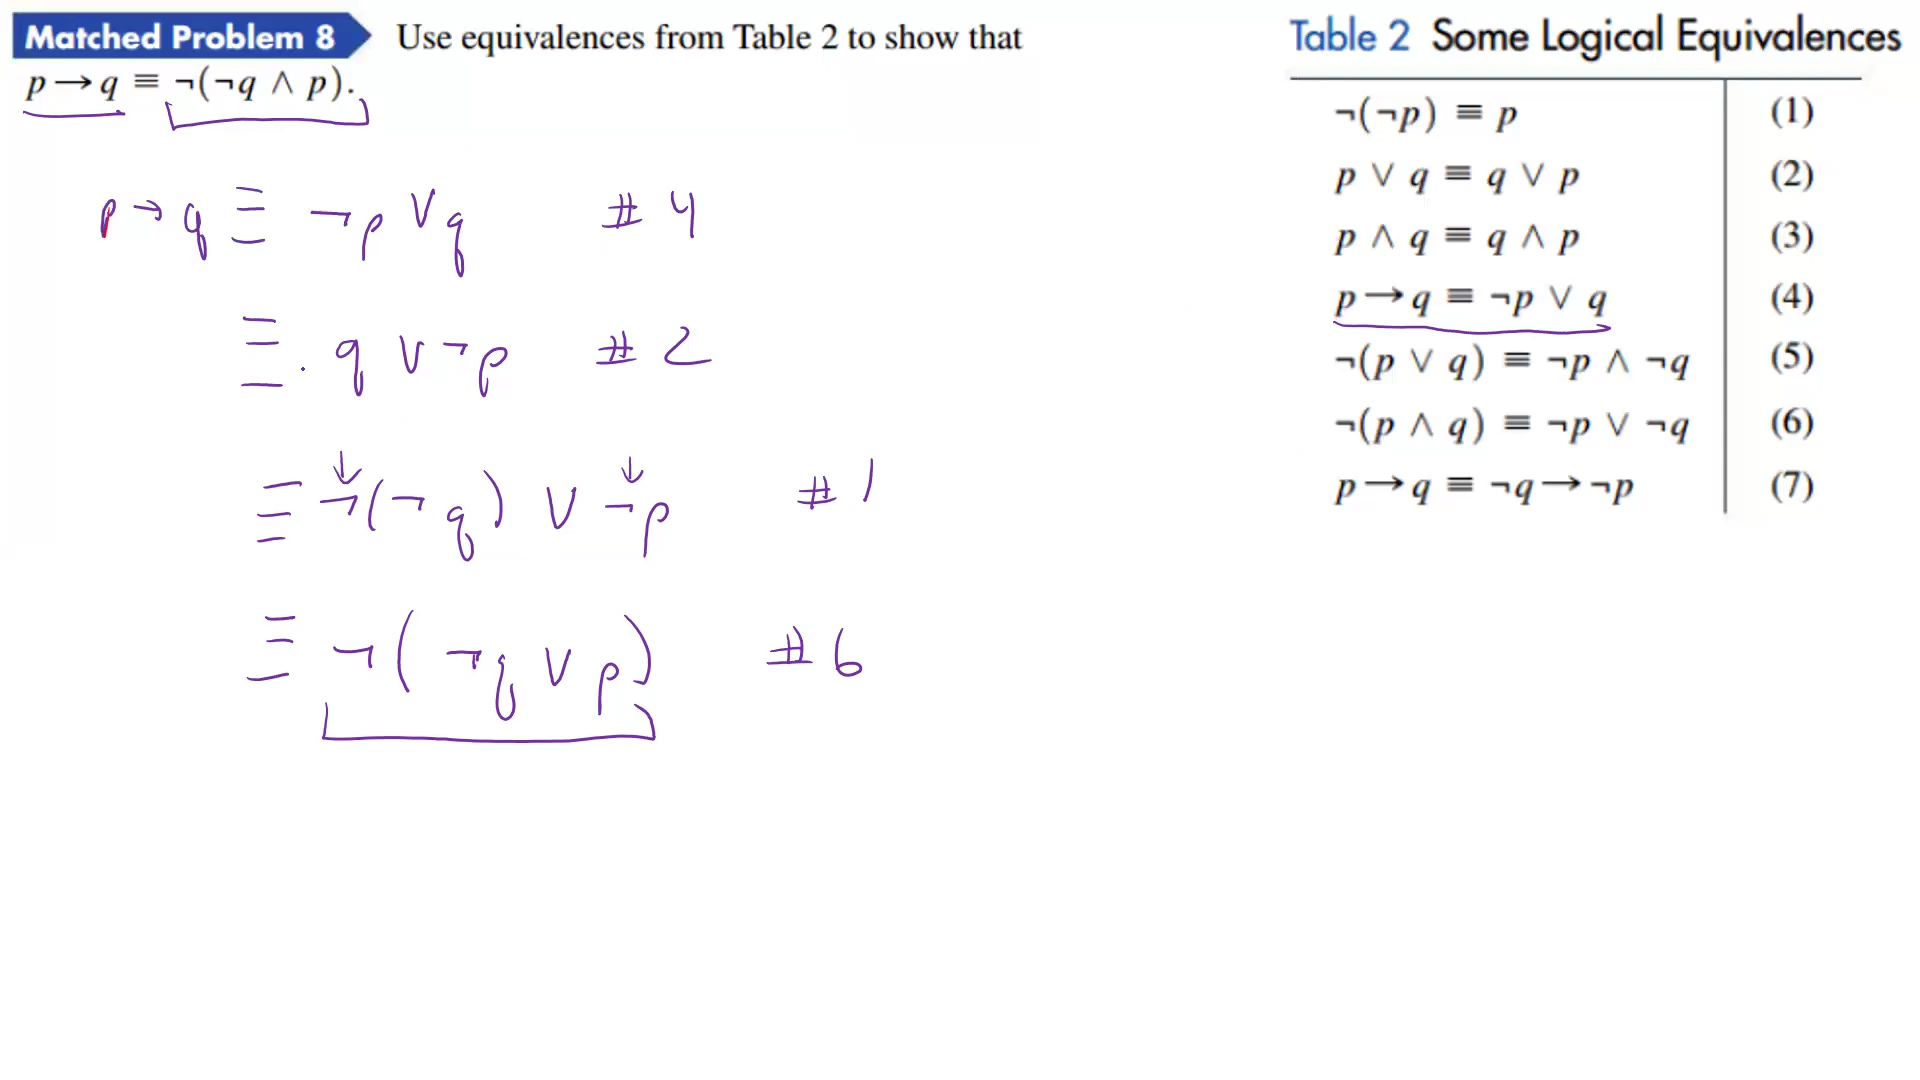 Matched Problem 8 Use equivalences from Table 2 to show that
p → q ≡ ¬(¬q ∧ p).
p → q ≡ ¬p ∨ q # 4
≡ q ∨ ¬p # 2
≡ ¬(¬q) ∨ ¬p # 1
≡ ¬(¬q ∨ p) # 6
Table 2 Some Logical Equivalences
¬(¬p) ≡ p (1)
p ∨ q ≡ q ∨ p (2)
p ∧ q ≡ q ∧ p (3)
p → q ≡ ¬p ∨ q (4)
¬(p ∨ q) ≡ ¬p ∧ ¬q (5)
¬(p ∧ q) ≡ ¬p ∨ ¬q (6)
p → q ≡ ¬q → ¬p (7)